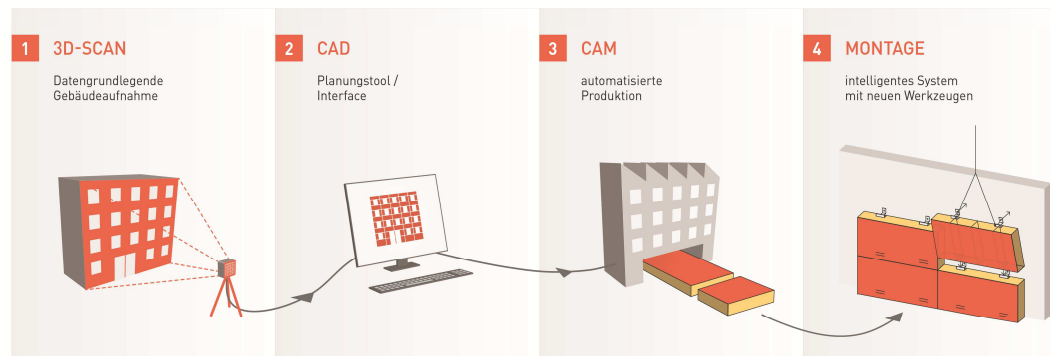 1 3D-SCAN
Datengrundlegende
Gebäudeaufnahme
2 CAD
Planungstool /
Interface
3 CAM
automatisierte
Produktion
4 MONTAGE
intelligentes System
mit neuen Werkzeugen